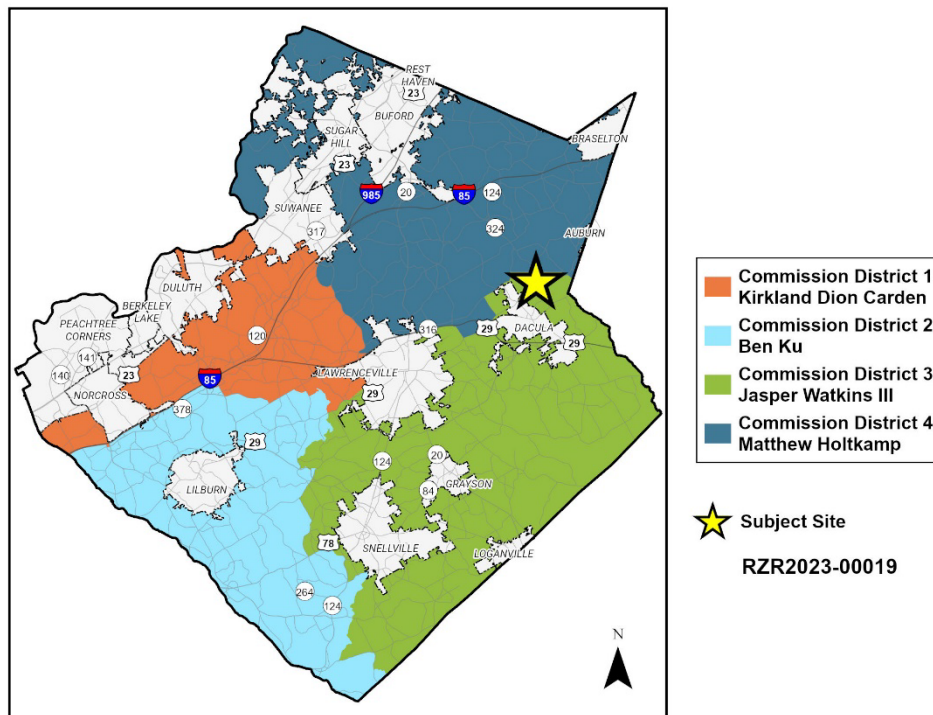 REST
HAVEN
23
BUFORD
BRASELTON
SUGAR
HILL
23
985
20
85
124
SUWANEE
317
324
AUBURN
DULUTH
BERKELEY
LAKE
PEACHTREE
CORNERS
141
140
23
NORCROSS
120
316
29
DACULA
29
LAWRENCEVILLE
85
29
378
29
LILBURN
124
20
84
GRAYSON
78
SNELLVILLE
LOGANVILLE
264
124
N
Commission District 1
Kirkland Dion Carden
Commission District 2
Ben Ku
Commission District 3
Jasper Watkins III
Commission District 4
Matthew Holtkamp
Subject Site
RZR2023-00019